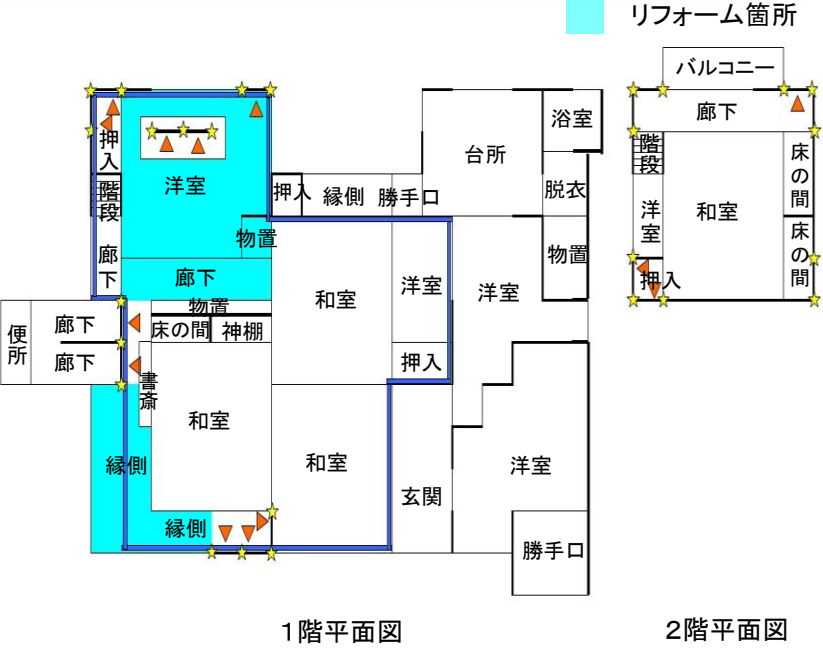 リフォーム箇所
バルコニー
廊下
階段
和室
床の間
洋室
床の間
押入
浴室
台所
押入
洋室
脱衣
階段
押入
縁側
勝手口
物置
物置
廊下
廊下
和室
洋室
洋室
物置
便所
廊下
床の間
神棚
廊下
押入
書斎
和室
縁側
和室
洋室
玄関
縁側
勝手口
1階平面図
2階平面図